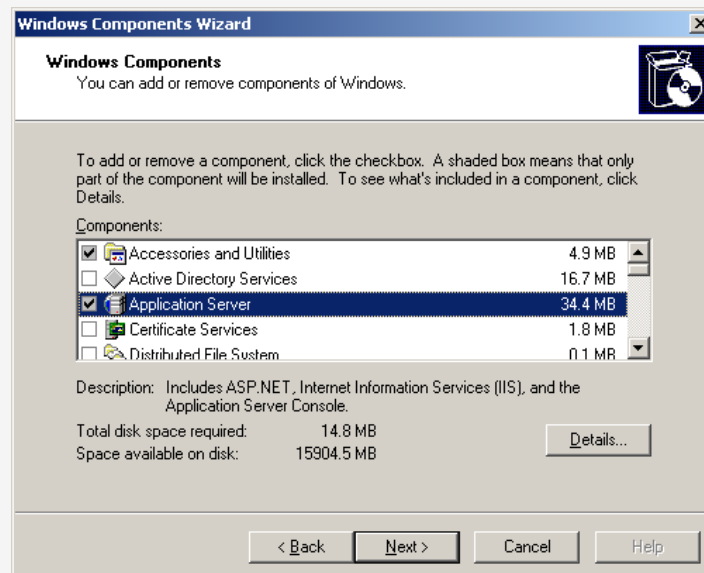 Windows Components Wizard
Windows Components
You can add or remove components of Windows.
To add or remove a component, click the checkbox. A shaded box means that only
part of the component will be installed. To see what's included in a component, click
Details.
Components:
Accessories and Utilities 4.9 MB
Active Directory Services 16.7 MB
Application Server 34.4 MB
Certificate Services 1.8 MB
Distributed File System 0.1 MB
Description: Includes ASP.NET, Internet Information Services (IIS), and the
Application Server Console.
Total disk space required: 14.8 MB
Space available on disk: 15904.5 MB
Details...
< Back Next > Cancel Help